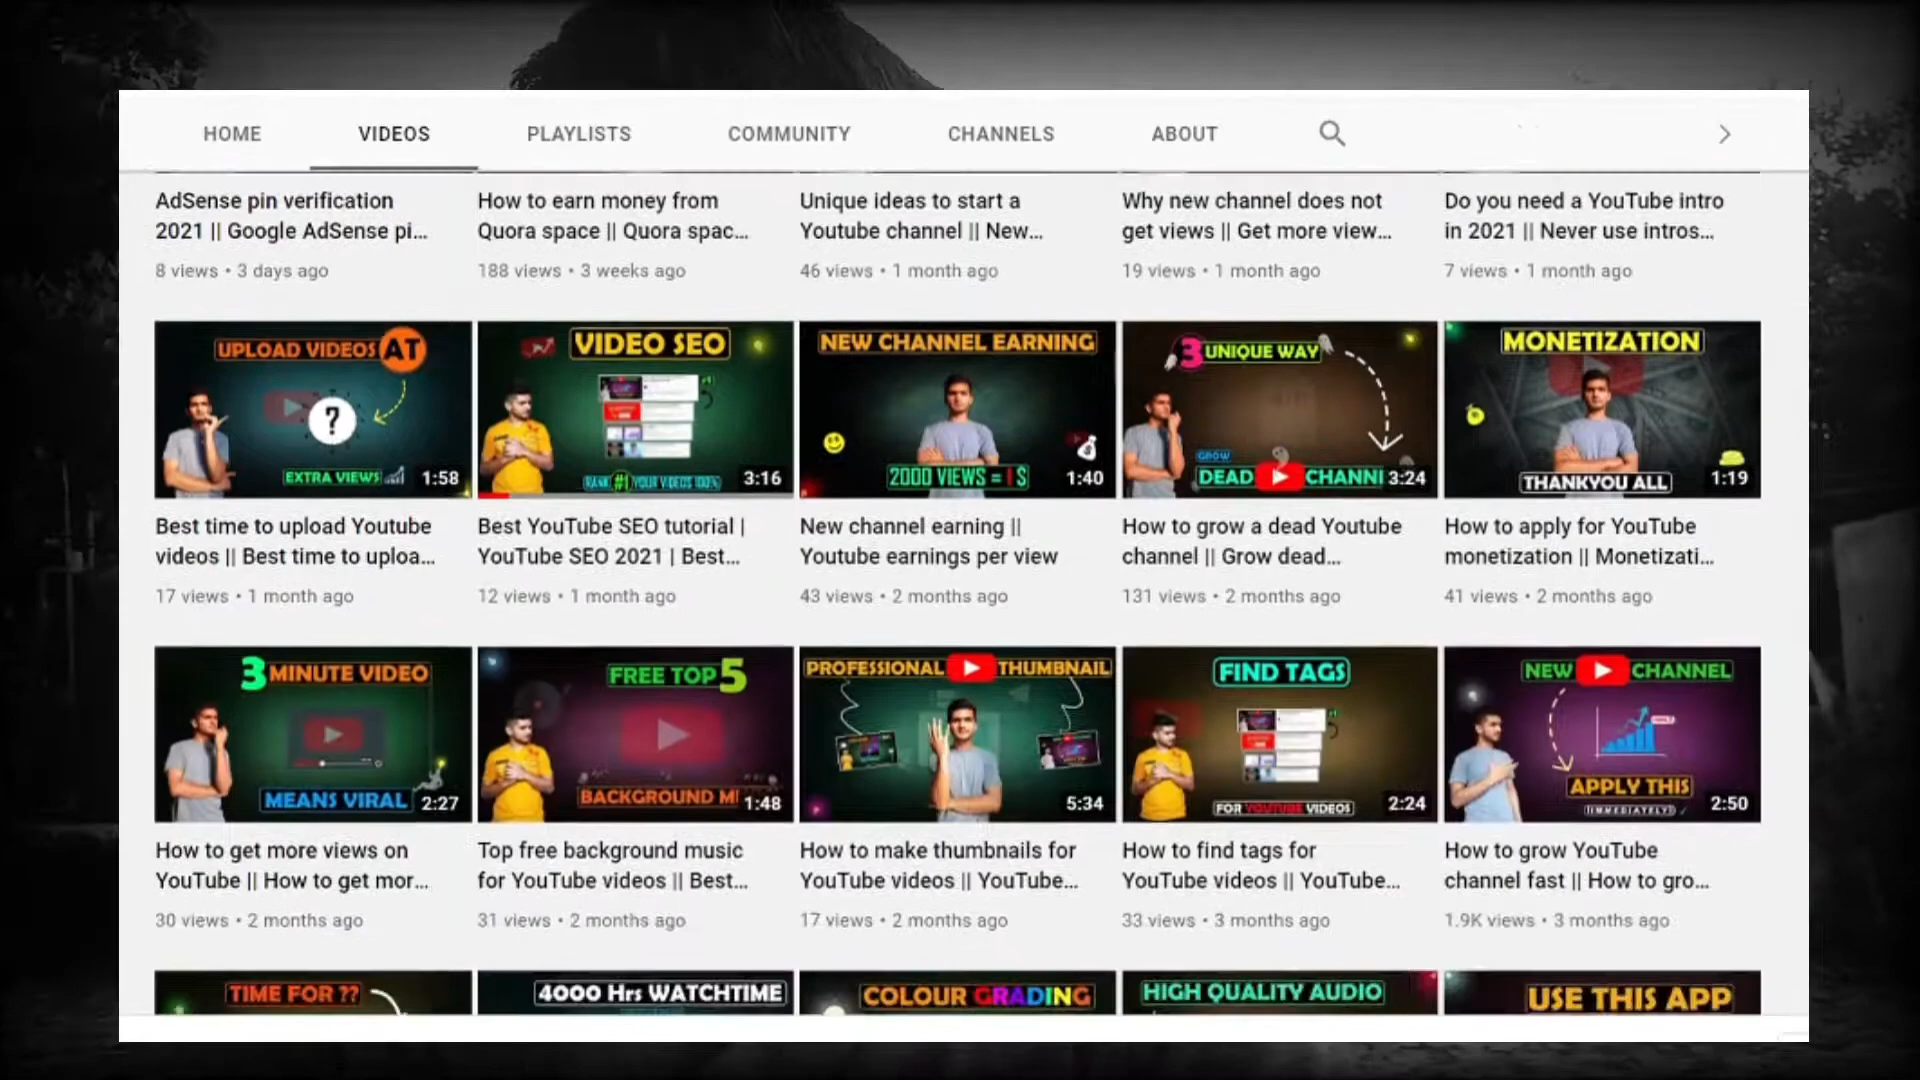 HOME VIDEOS PLAYLISTS COMMUNITY CHANNELS ABOUT
AdSense pin verification
2021 || Google AdSense pi...
8 views • 3 days ago
How to earn money from
Quora space || Quora spac...
188 views • 3 weeks ago
Unique ideas to start a
Youtube channel || New...
46 views • 1 month ago
Why new channel does not
get views || Get more view...
19 views • 1 month ago
Do you need a YouTube intro
in 2021 || Never use intros...
7 views • 1 month ago
UPLOAD VIDEOS AT
?
EXTRA VIEWS
1:58
Best time to upload Youtube
videos || Best time to uploa...
17 views • 1 month ago
VIDEO SEO
RANK #1 YOUR VIDEOS 100%
3:16
Best YouTube SEO tutorial |
YouTube SEO 2021 | Best...
12 views • 1 month ago
NEW CHANNEL EARNING
2000 VIEWS = 1 $
1:40
New channel earning ||
Youtube earnings per view
43 views • 2 months ago
3 UNIQUE WAY
GROW
DEAD CHANNE
3:24
How to grow a dead Youtube
channel || Grow dead...
131 views • 2 months ago
MONETIZATION
THANKYOU ALL
1:19
How to apply for YouTube
monetization || Monetizati...
41 views • 2 months ago
3 MINUTE VIDEO
MEANS VIRAL
2:27
How to get more views on
YouTube || How to get mor...
30 views • 2 months ago
FREE TOP 5
BACKGROUND M
1:48
Top free background music
for YouTube videos || Best...
31 views • 2 months ago
PROFESSIONAL THUMBNAIL
5:34
How to make thumbnails for
YouTube videos || YouTube...
17 views • 2 months ago
FIND TAGS
FOR YOUTUBE VIDEOS
2:24
How to find tags for
YouTube videos || YouTube...
33 views • 3 months ago
NEW CHANNEL
APPLY THIS
(IMMEDIATELY)
2:50
How to grow YouTube
channel fast || How to gro...
1.9K views • 3 months ago
TIME FOR ??
4000 Hrs WATCHTIME
COLOUR GRADING
HIGH QUALITY AUDIO
USE THIS APP